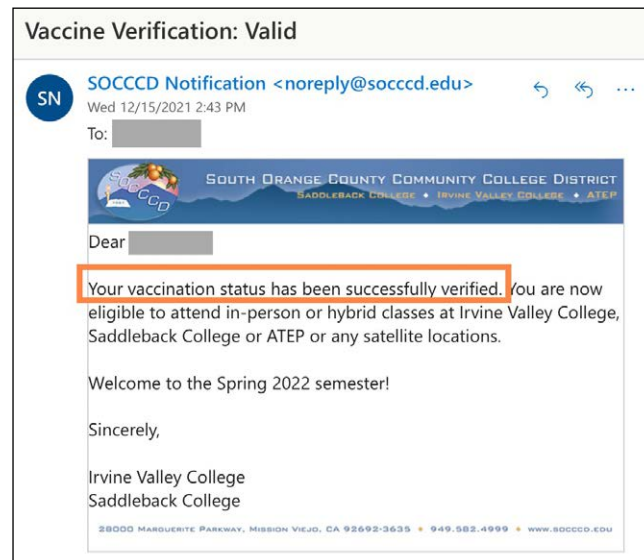 Vaccine Verification: Valid
SN
SOCCCD Notification <noreply@socccd.edu>
Wed 12/15/2021 2:43 PM
To:
SOCCCD
SOUTH ORANGE COUNTY COMMUNITY COLLEGE DISTRICT
SADDLEBACK COLLEGE • IRVINE VALLEY COLLEGE • ATEP
Dear
Your vaccination status has been successfully verified. You are now
eligible to attend in-person or hybrid classes at Irvine Valley College,
Saddleback College or ATEP or any satellite locations.
Welcome to the Spring 2022 semester!
Sincerely,
Irvine Valley College
Saddleback College
28000 MARGUERITE PARKWAY, MISSION VIEJO, CA 92692-3635 • 949.582.4999 • WWW.SOCCCD.EDU